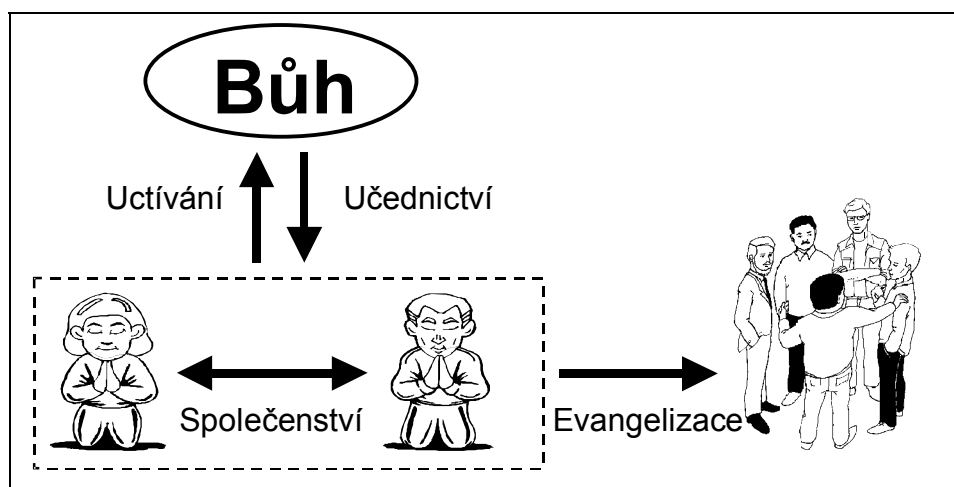 Bůh
Uctívání
Učednictví
Společenství
Evangelizace